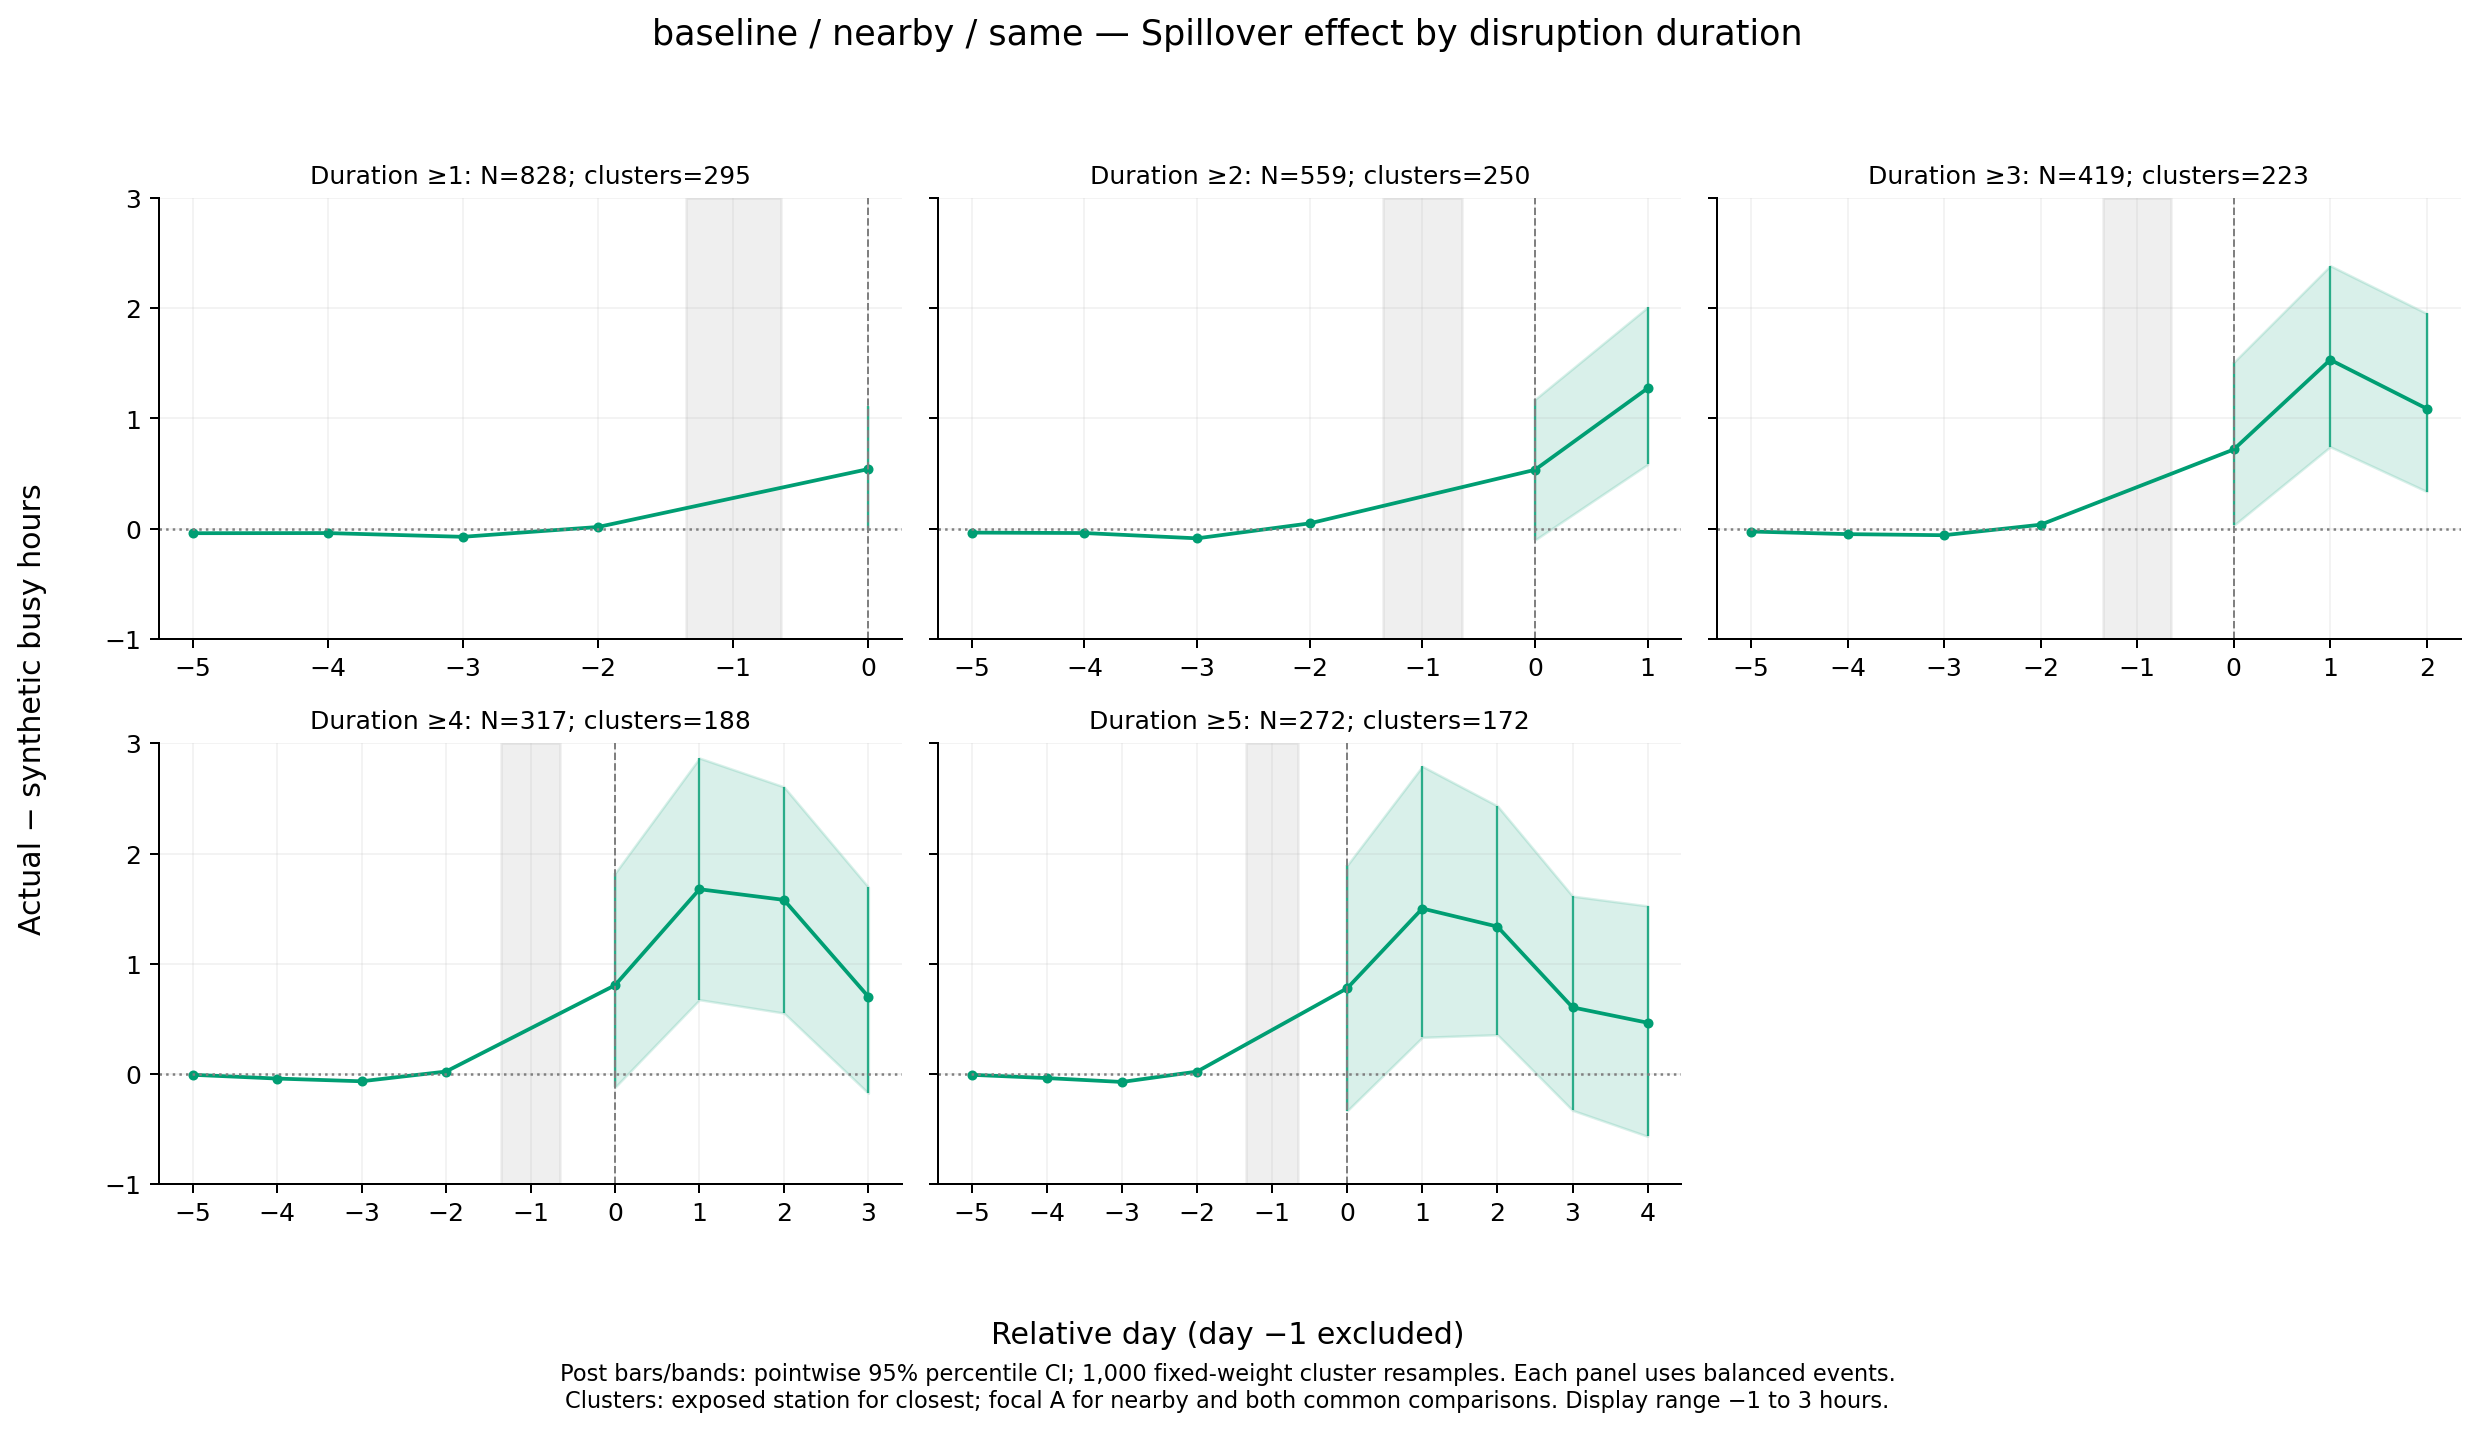 baseline / nearby / same — Spillover effect by disruption duration
Duration ≥1: N=828; clusters=295
Duration ≥2: N=559; clusters=250
Duration ≥3: N=419; clusters=223
3
2
1
0
−1
−5 −4 −3 −2 −1 0
−5 −4 −3 −2 −1 0 1
−5 −4 −3 −2 −1 0 1 2
Actual − synthetic busy hours
Duration ≥4: N=317; clusters=188
Duration ≥5: N=272; clusters=172
3
2
1
0
−1
−5 −4 −3 −2 −1 0 1 2 3
−5 −4 −3 −2 −1 0 1 2 3 4
Relative day (day −1 excluded)
Post bars/bands: pointwise 95% percentile CI; 1,000 fixed-weight cluster resamples. Each panel uses balanced events.
Clusters: exposed station for closest; focal A for nearby and both common comparisons. Display range −1 to 3 hours.